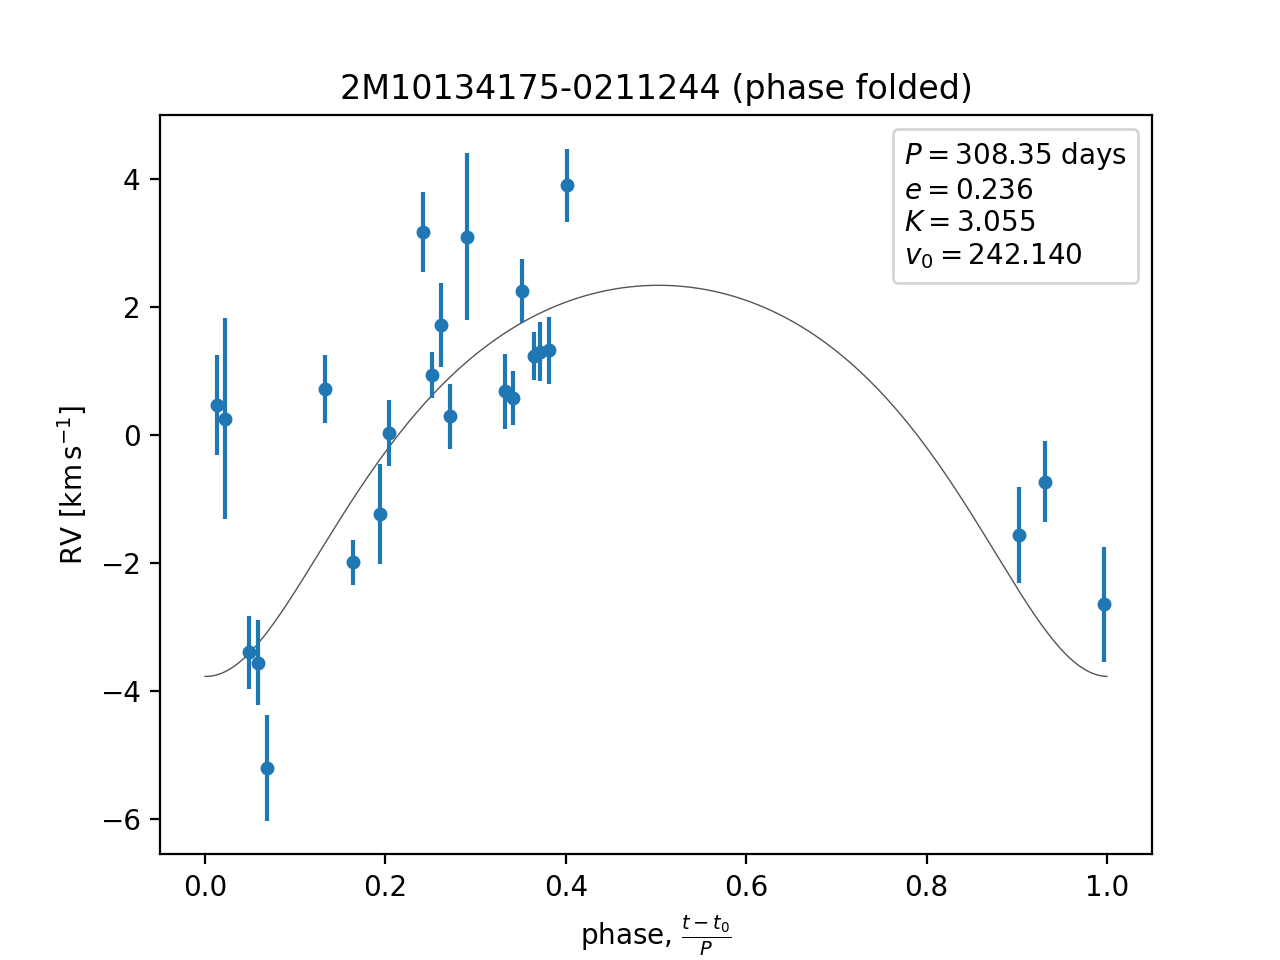 2M10134175-0211244 (phase folded)
P = 308.35 days
e = 0.236
K = 3.055
v₀ = 242.140
RV [km s⁻¹]
4
2
0
−2
−4
−6
0.0 0.2 0.4 0.6 0.8 1.0
phase, (t − t₀)/P